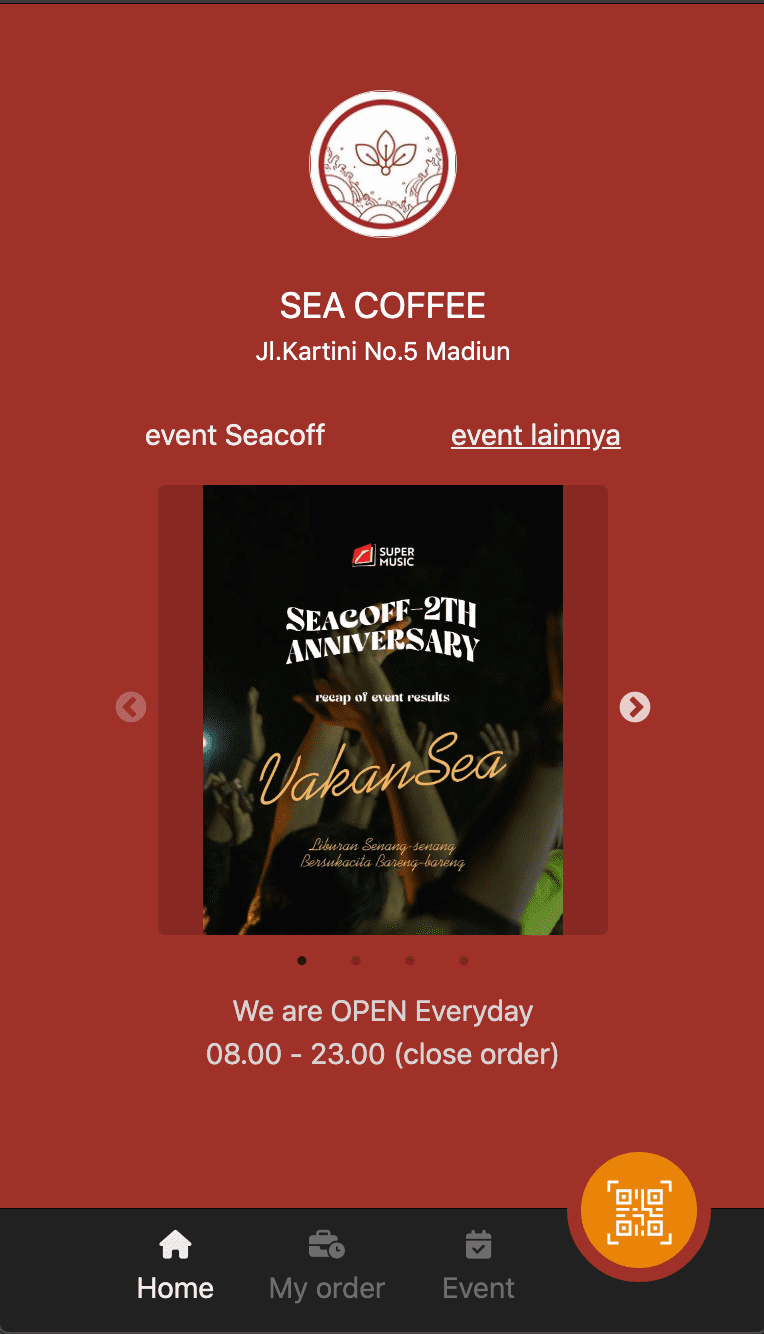 SEA COFFEE
Jl.Kartini No.5 Madiun
event Seacoff
event lainnya
SUPER
MUSIC
SEACOFF-2TH
ANNIVERSARY
recap of event results
VakanSea
Liburan Senang-senang
Bersukacita Bareng-bareng
We are OPEN Everyday
08.00 - 23.00 (close order)
Home
My order
Event